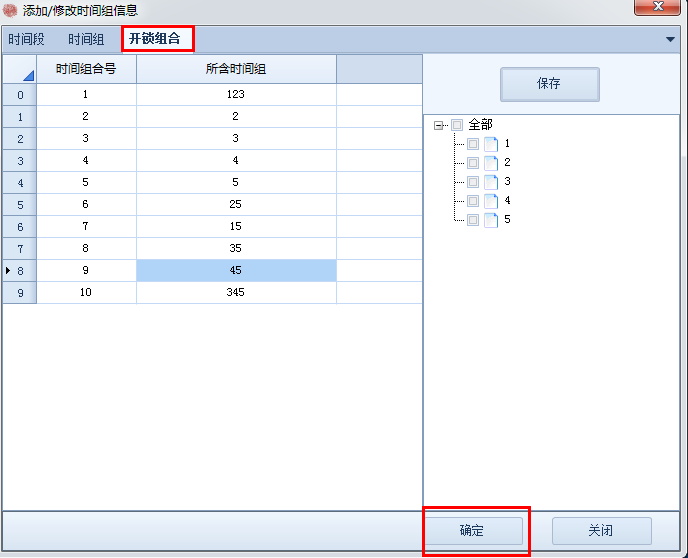 添加/修改时间组信息
时间段 时间组 开锁组合
时间组合号 所含时间组
0 1 123
1 2 2
2 3 3
3 4 4
4 5 5
5 6 25
6 7 15
7 8 35
8 9 45
9 10 345
保存
全部
1
2
3
4
5
确定 关闭